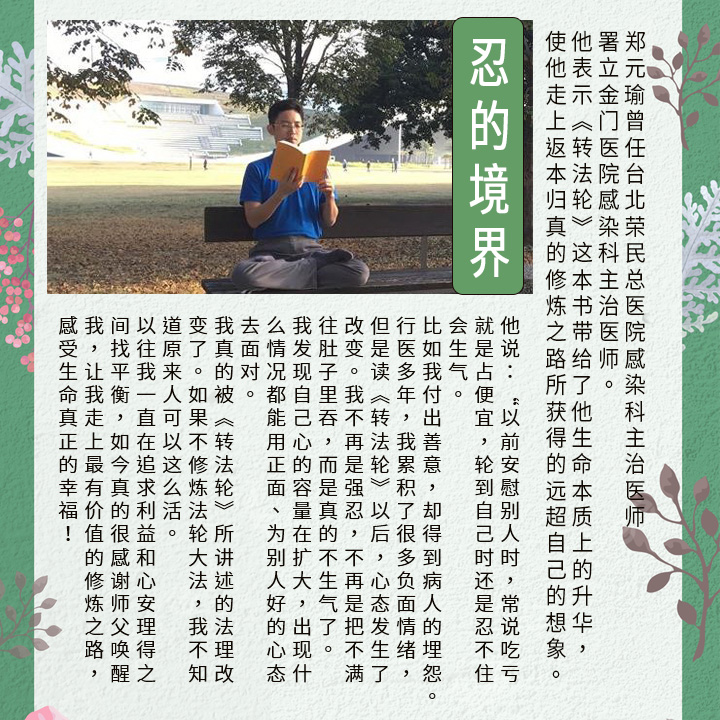 忍的境界
郑元瑜曾任台北荣民总医院感染科主治医师
署立金门医院感染科主治医师。
他表示《转法轮》这本书带给了他生命本质上的升华，
使他走上返本归真的修炼之路所获得的远超自己的想象。
他说：“以前安慰别人时，常说吃亏
就是占便宜，轮到自己时还是忍不住
会生气。
比如我付出善意，却得到病人的埋怨。
行医多年，我累积了很多负面情绪，
但是读《转法轮》以后，心态发生了
改变。我不再是强忍，不再是把不满
往肚子里吞，而是真的不生气了。
我发现自己心的容量在扩大，出现什
么情况都能用正面、为别人好的心态
去面对。
我真的被《转法轮》所讲述的法理改
变了。如果不修炼法轮大法，我不知
道原来人可以这么活。
以往我一直在追求利益和心安理得之
间找平衡，如今真的很感谢师父唤醒
我，让我走上最有价值的修炼之路，
感受生命真正的幸福！